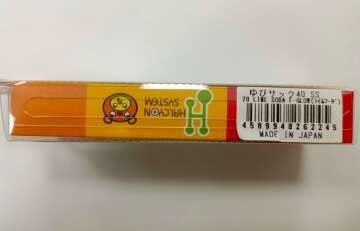 HALCYON
SYSTEM
H
ゆびサック40 SS
20 LIME SODA F-GLOW(ﾗｲﾑｿｰﾀﾞ)
4589948262245
MADE IN JAPAN